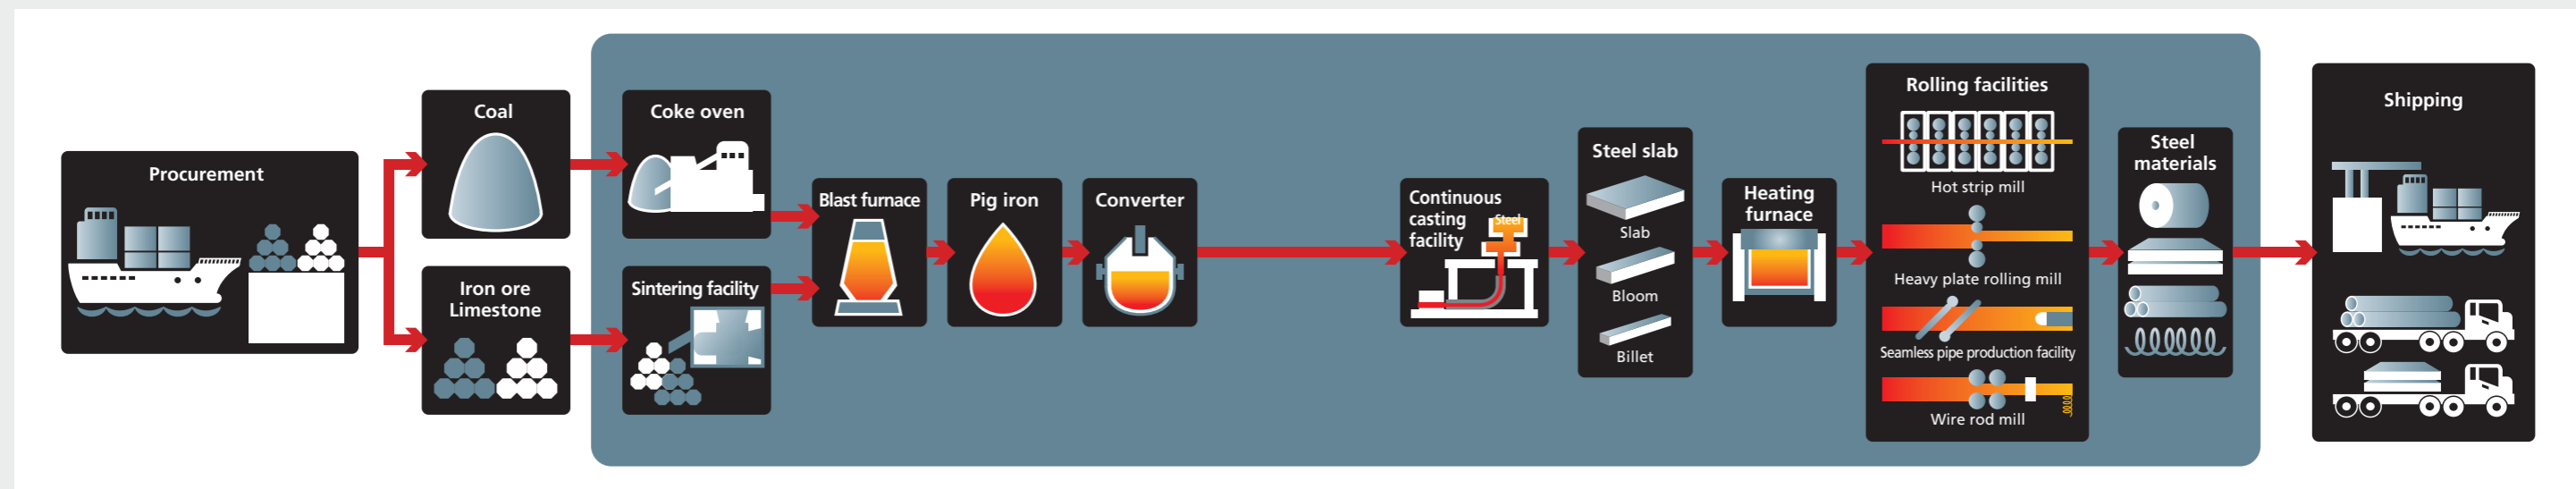 Procurement
Coal
Iron ore
Limestone
Coke oven
Sintering facility
Blast furnace
Pig iron
Converter
Continuous
casting
facility
Steel
Steel slab
Slab
Bloom
Billet
Heating
furnace
Rolling facilities
Hot strip mill
Heavy plate rolling mill
Seamless pipe production facility
Wire rod mill
Steel
materials
Shipping